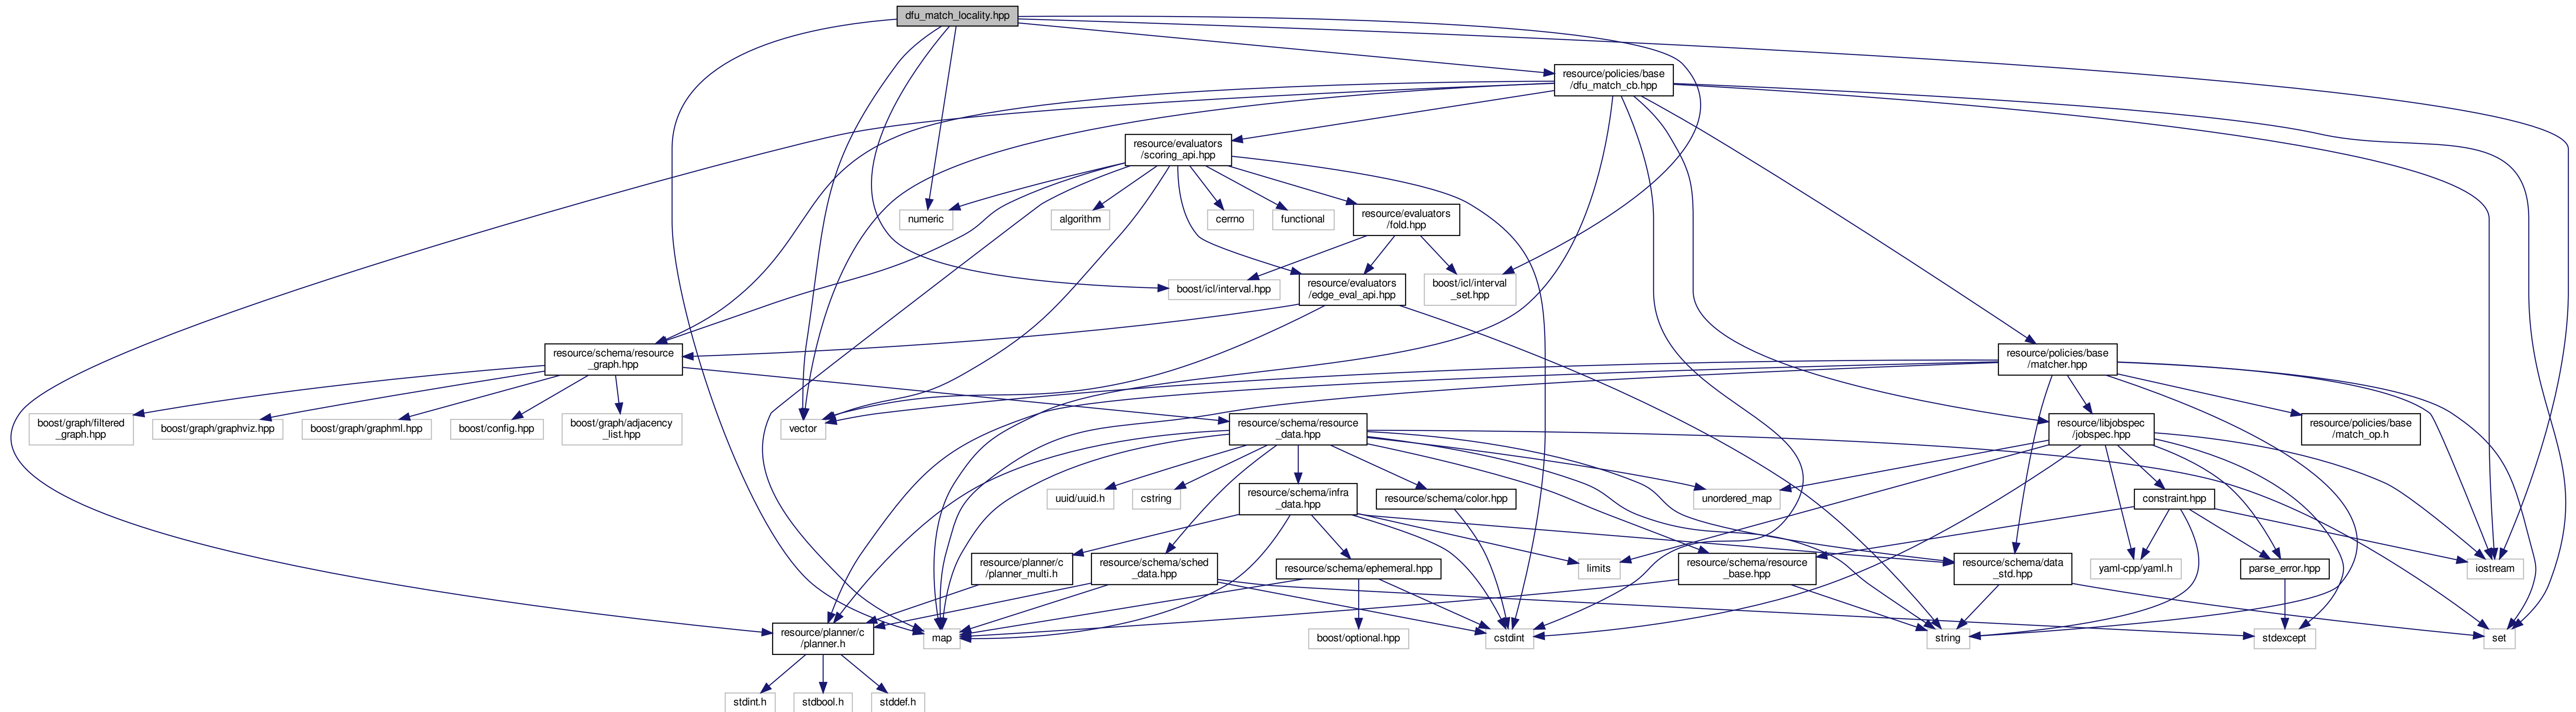 dfu_match_locality.hpp
resource/policies/base
/dfu_match_cb.hpp
resource/evaluators
/scoring_api.hpp
numeric
algorithm
cerrno
functional
resource/evaluators
/fold.hpp
boost/icl/interval.hpp
resource/evaluators
/edge_eval_api.hpp
boost/icl/interval
_set.hpp
resource/schema/resource
_graph.hpp
resource/policies/base
/matcher.hpp
boost/graph/filtered
_graph.hpp
boost/graph/graphviz.hpp
boost/graph/graphml.hpp
boost/config.hpp
boost/graph/adjacency
_list.hpp
vector
resource/schema/resource
_data.hpp
resource/libjobspec
/jobspec.hpp
resource/policies/base
/match_op.h
uuid/uuid.h
cstring
resource/schema/infra
_data.hpp
resource/schema/color.hpp
unordered_map
constraint.hpp
resource/planner/c
/planner_multi.h
resource/schema/sched
_data.hpp
resource/schema/ephemeral.hpp
limits
resource/schema/resource
_base.hpp
resource/schema/data
_std.hpp
yaml-cpp/yaml.h
parse_error.hpp
iostream
resource/planner/c
/planner.h
map
boost/optional.hpp
cstdint
string
stdexcept
set
stdint.h
stdbool.h
stddef.h